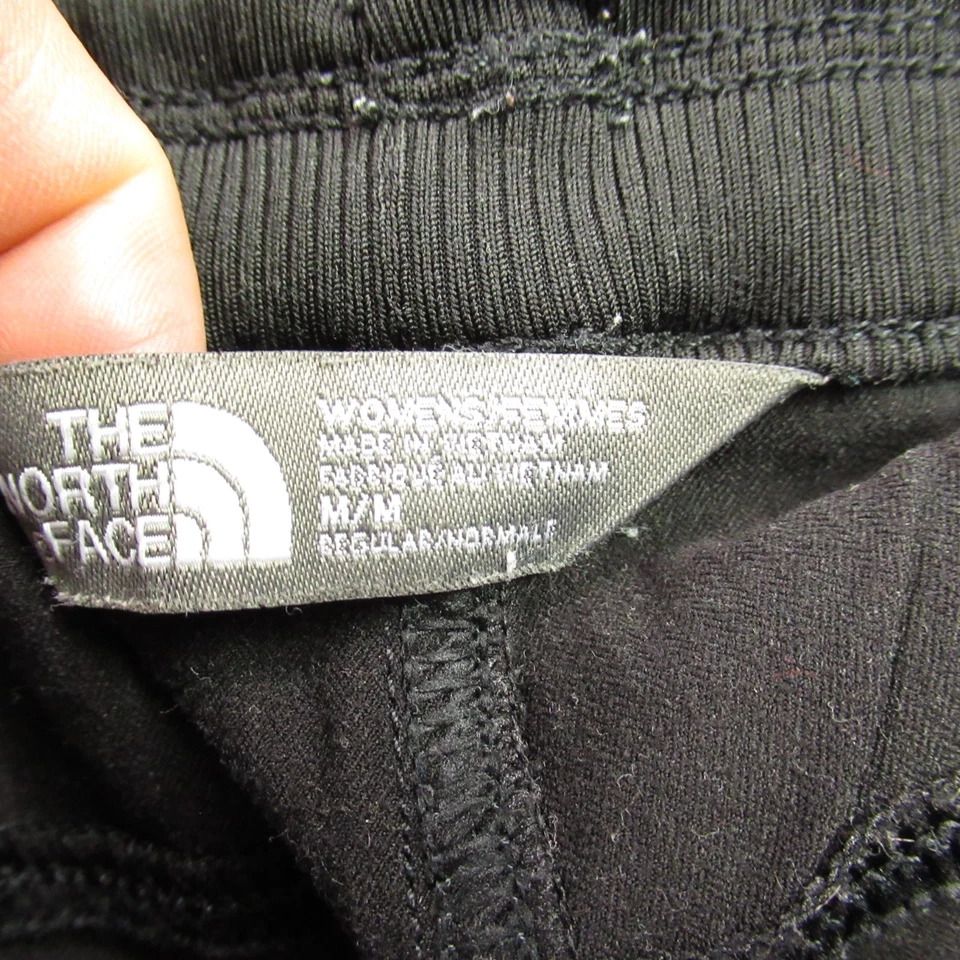 THE
NORTH
FACE
WOMENS/FEMMES
MADE IN VIETNAM
FABRIQUE AU VIETNAM
M/M
REGULAR/NORMALE